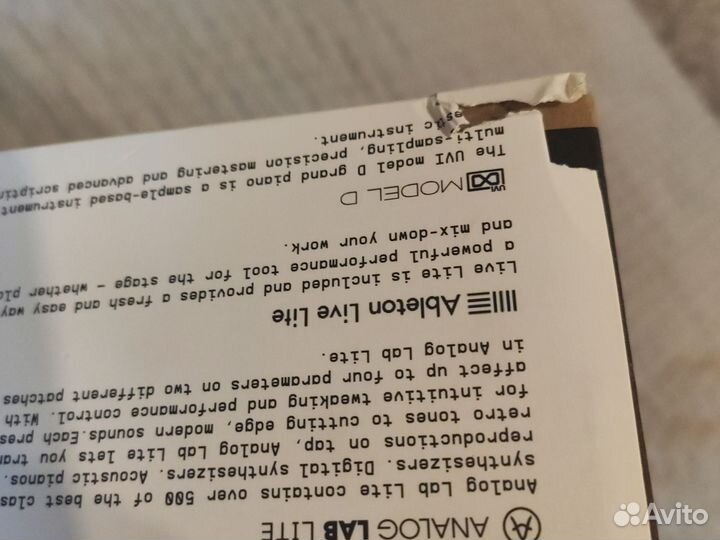 ANALOG LAB LITE
Analog Lab Lite contains over 500 of the best
synthesizers. Digital synthesizers. Acoustic pianos.
reproductions on tap, Analog Lab Lite lets you
retro tones to cutting edge, modern sounds.Each
for intuitive tweaking and performance control. With
affect up to four parameters on two different patches
in Analog Lab Lite.
Ableton Live Lite
Live Lite is included and provides a fresh and easy way
a powerful performance tool for the stage – whether
and mix-down your work.
UVI MODEL D
The UVI model D grand piano is a sample-based instrument
multi-sampling, precision mastering and advanced
instrument.
Avito